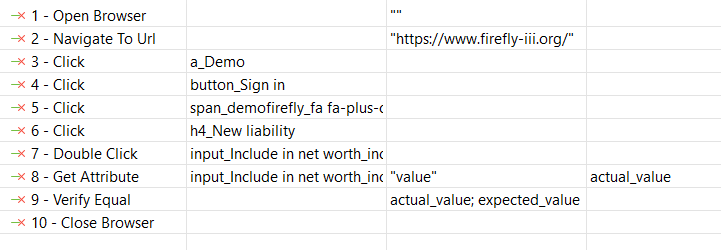 1 - Open Browser ""
2 - Navigate To Url "https://www.firefly-iii.org/"
3 - Click a_Demo
4 - Click button_Sign in
5 - Click span_demofirefly_fa fa-plus-c
6 - Click h4_New liability
7 - Double Click input_Include in net worth_inc
8 - Get Attribute input_Include in net worth_inc "value" actual_value
9 - Verify Equal actual_value; expected_value
10 - Close Browser